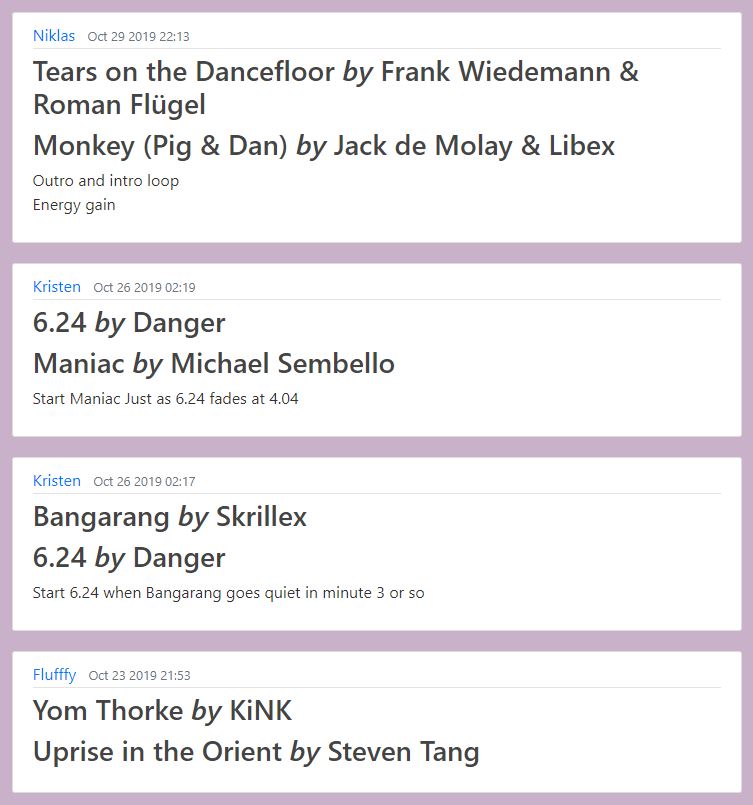 Niklas Oct 29 2019 22:13
Tears on the Dancefloor by Frank Wiedemann &
Roman Flügel
Monkey (Pig & Dan) by Jack de Molay & Libex
Outro and intro loop
Energy gain
Kristen Oct 26 2019 02:19
6.24 by Danger
Maniac by Michael Sembello
Start Maniac Just as 6.24 fades at 4.04
Kristen Oct 26 2019 02:17
Bangarang by Skrillex
6.24 by Danger
Start 6.24 when Bangarang goes quiet in minute 3 or so
Flufffy Oct 23 2019 21:53
Yom Thorke by KiNK
Uprise in the Orient by Steven Tang